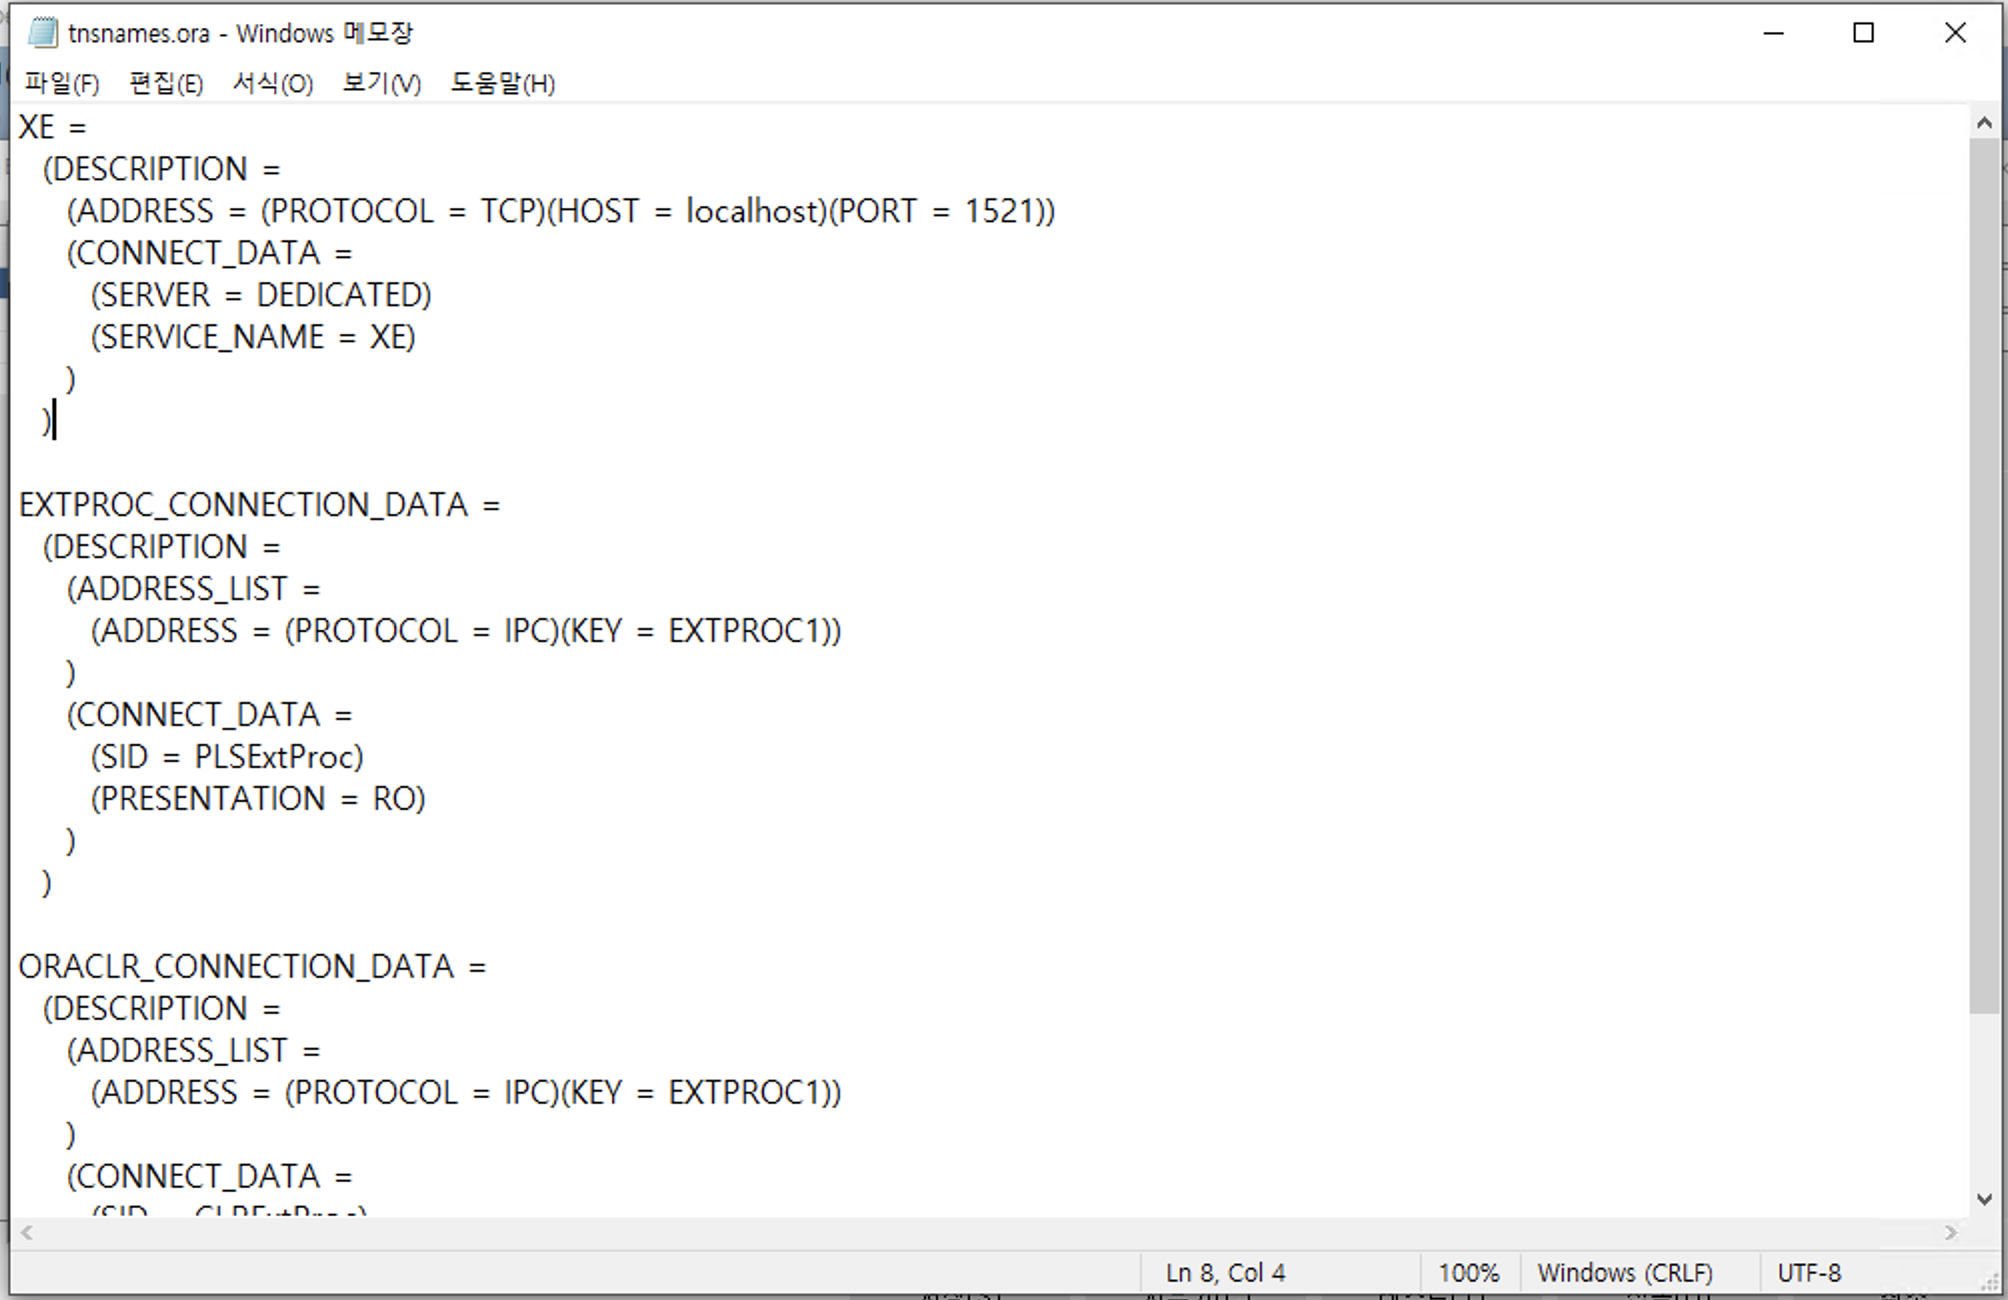 tnsnames.ora - Windows 메모장
파일(F) 편집(E) 서식(O) 보기(V) 도움말(H)
XE =
(DESCRIPTION =
(ADDRESS = (PROTOCOL = TCP)(HOST = localhost)(PORT = 1521))
(CONNECT_DATA =
(SERVER = DEDICATED)
(SERVICE_NAME = XE)
)
)
EXTPROC_CONNECTION_DATA =
(DESCRIPTION =
(ADDRESS_LIST =
(ADDRESS = (PROTOCOL = IPC)(KEY = EXTPROC1))
)
(CONNECT_DATA =
(SID = PLSExtProc)
(PRESENTATION = RO)
)
)
ORACLR_CONNECTION_DATA =
(DESCRIPTION =
(ADDRESS_LIST =
(ADDRESS = (PROTOCOL = IPC)(KEY = EXTPROC1))
)
(CONNECT_DATA =
(SID = CLRExtProc)
Ln 8, Col 4 100% Windows (CRLF) UTF-8